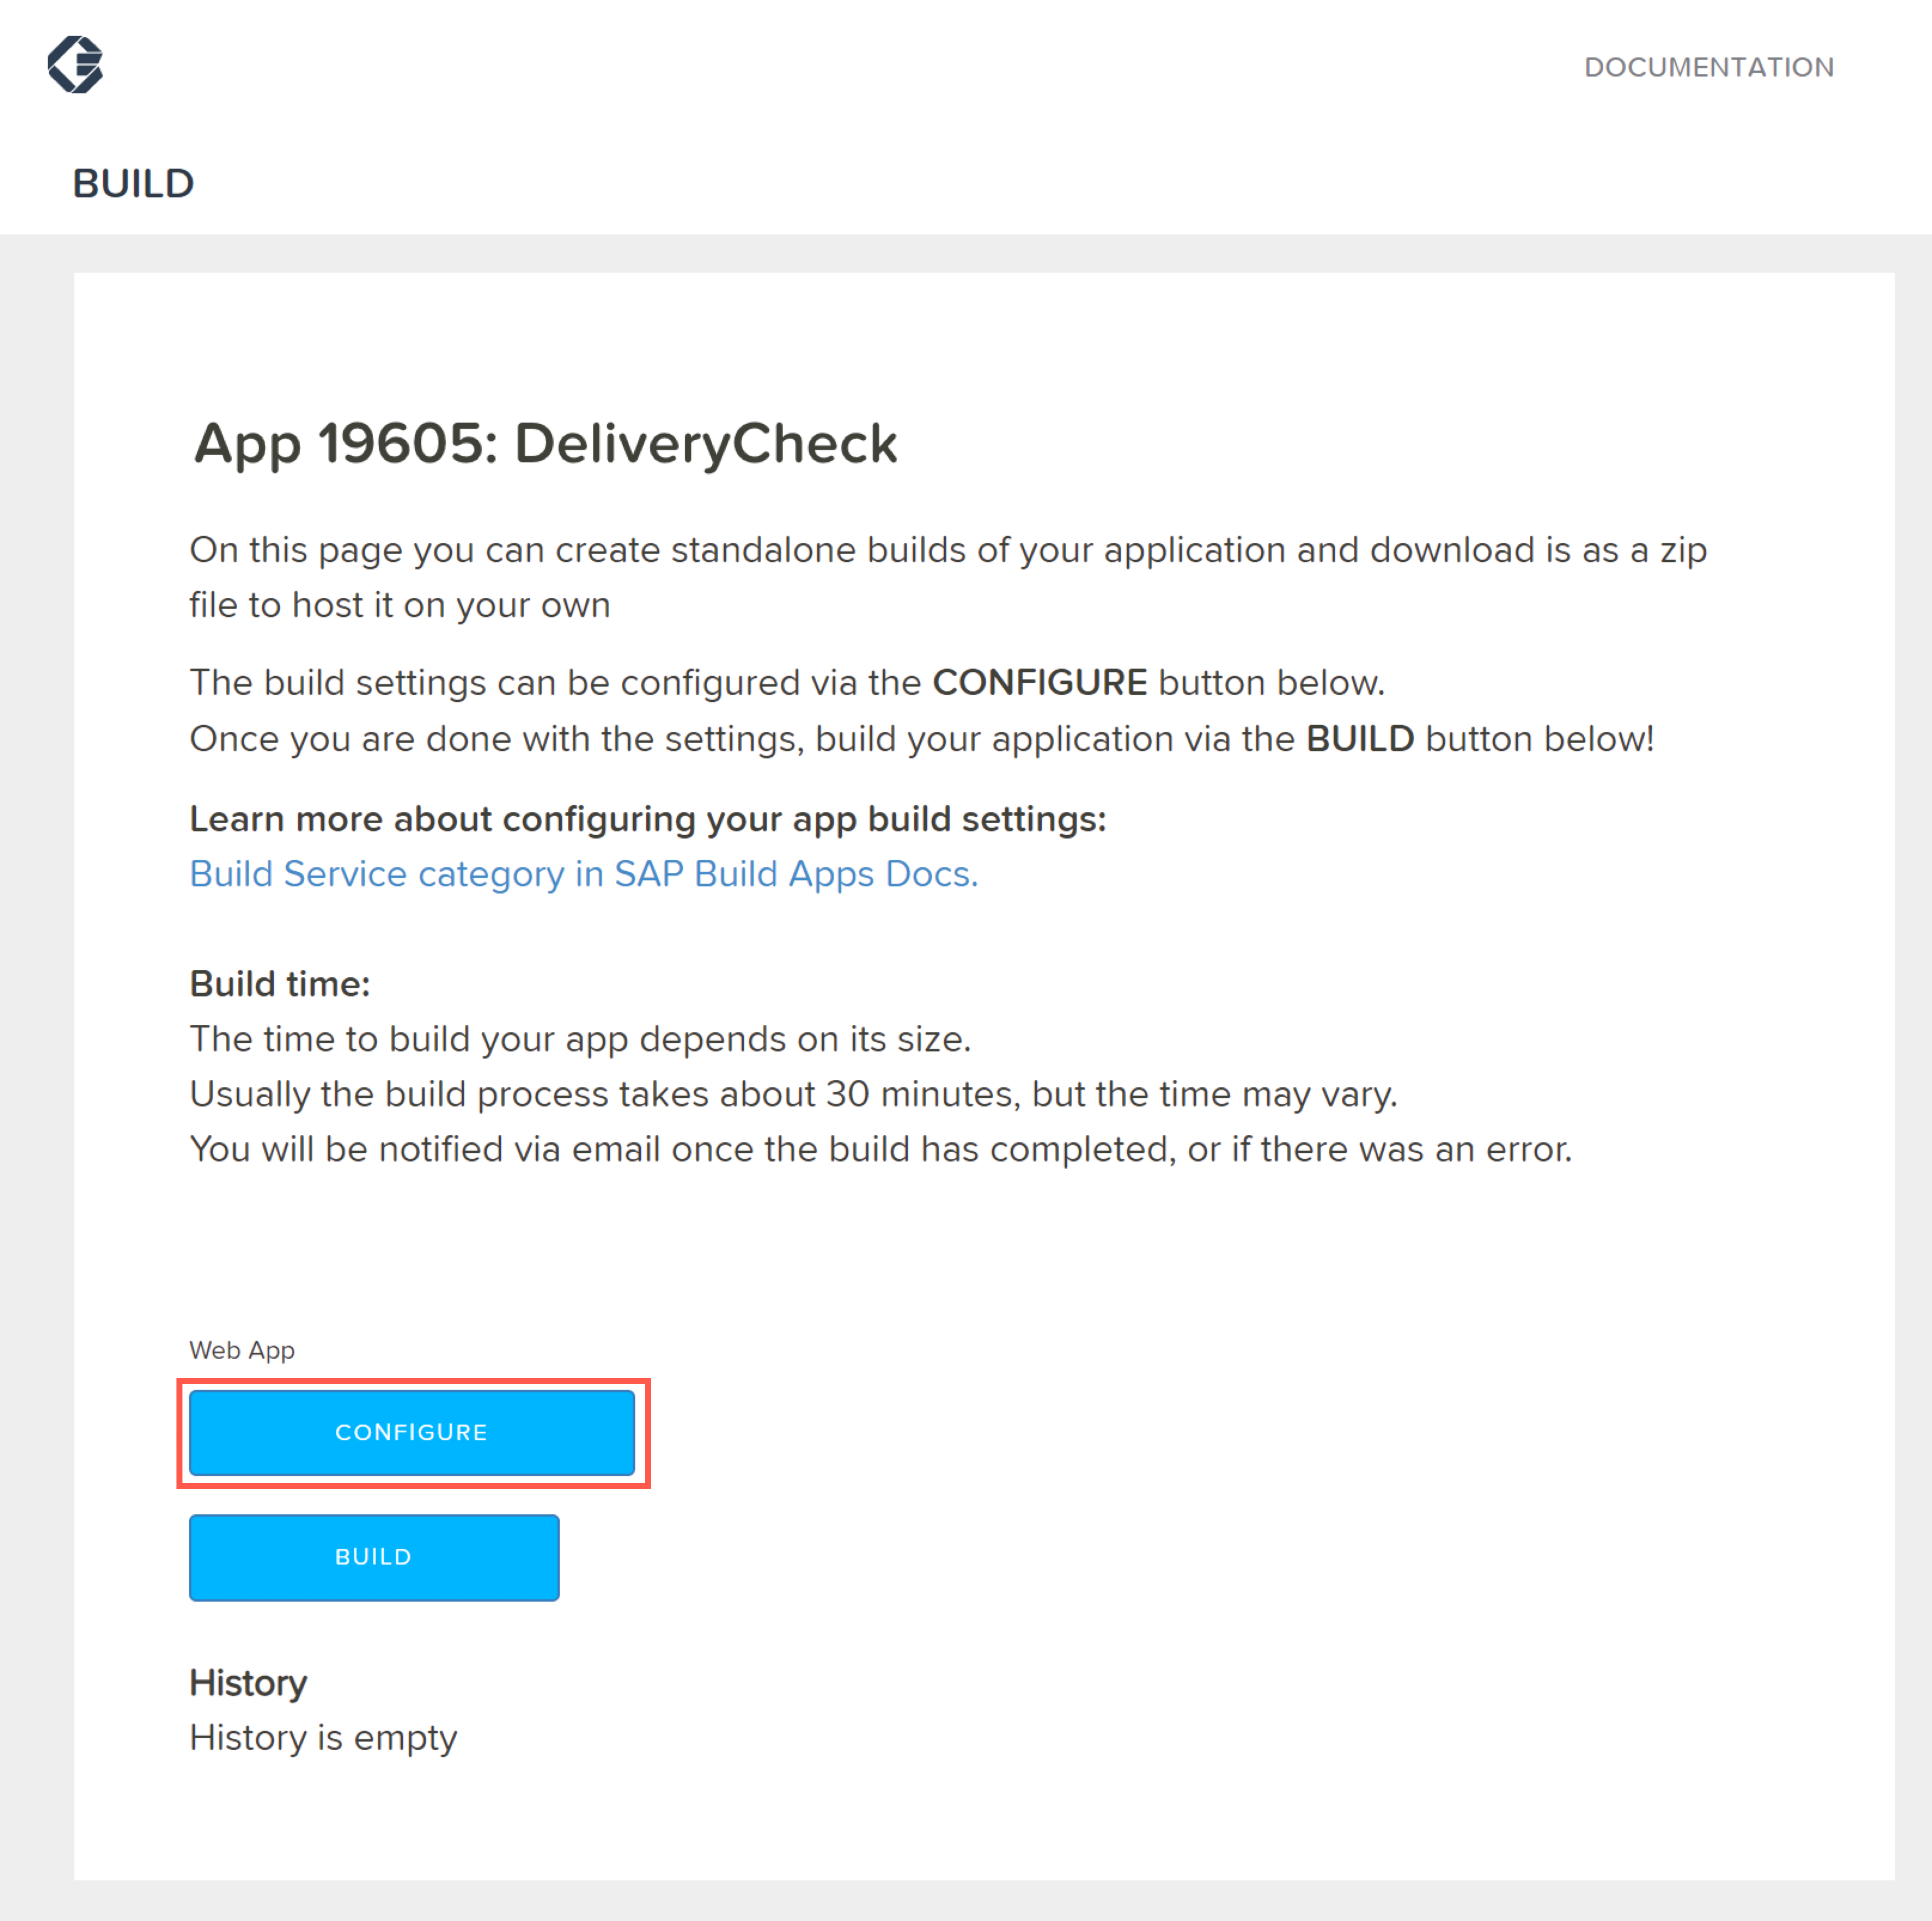 DOCUMENTATION
BUILD
App 19605: DeliveryCheck
On this page you can create standalone builds of your application and download is as a zip
file to host it on your own
The build settings can be configured via the CONFIGURE button below.
Once you are done with the settings, build your application via the BUILD button below!
Learn more about configuring your app build settings:
Build Service category in SAP Build Apps Docs.
Build time:
The time to build your app depends on its size.
Usually the build process takes about 30 minutes, but the time may vary.
You will be notified via email once the build has completed, or if there was an error.
Web App
CONFIGURE
BUILD
History
History is empty